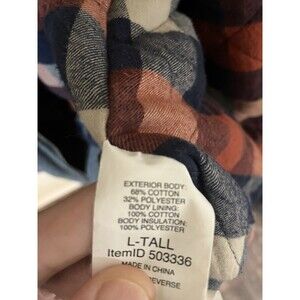 EXTERIOR BODY:
68% COTTON
32% POLYESTER
BODY LINING:
100% COTTON
BODY INSULATION:
100% POLYESTER
L-TALL
ItemID 503336
MADE IN CHINA
REVERSE